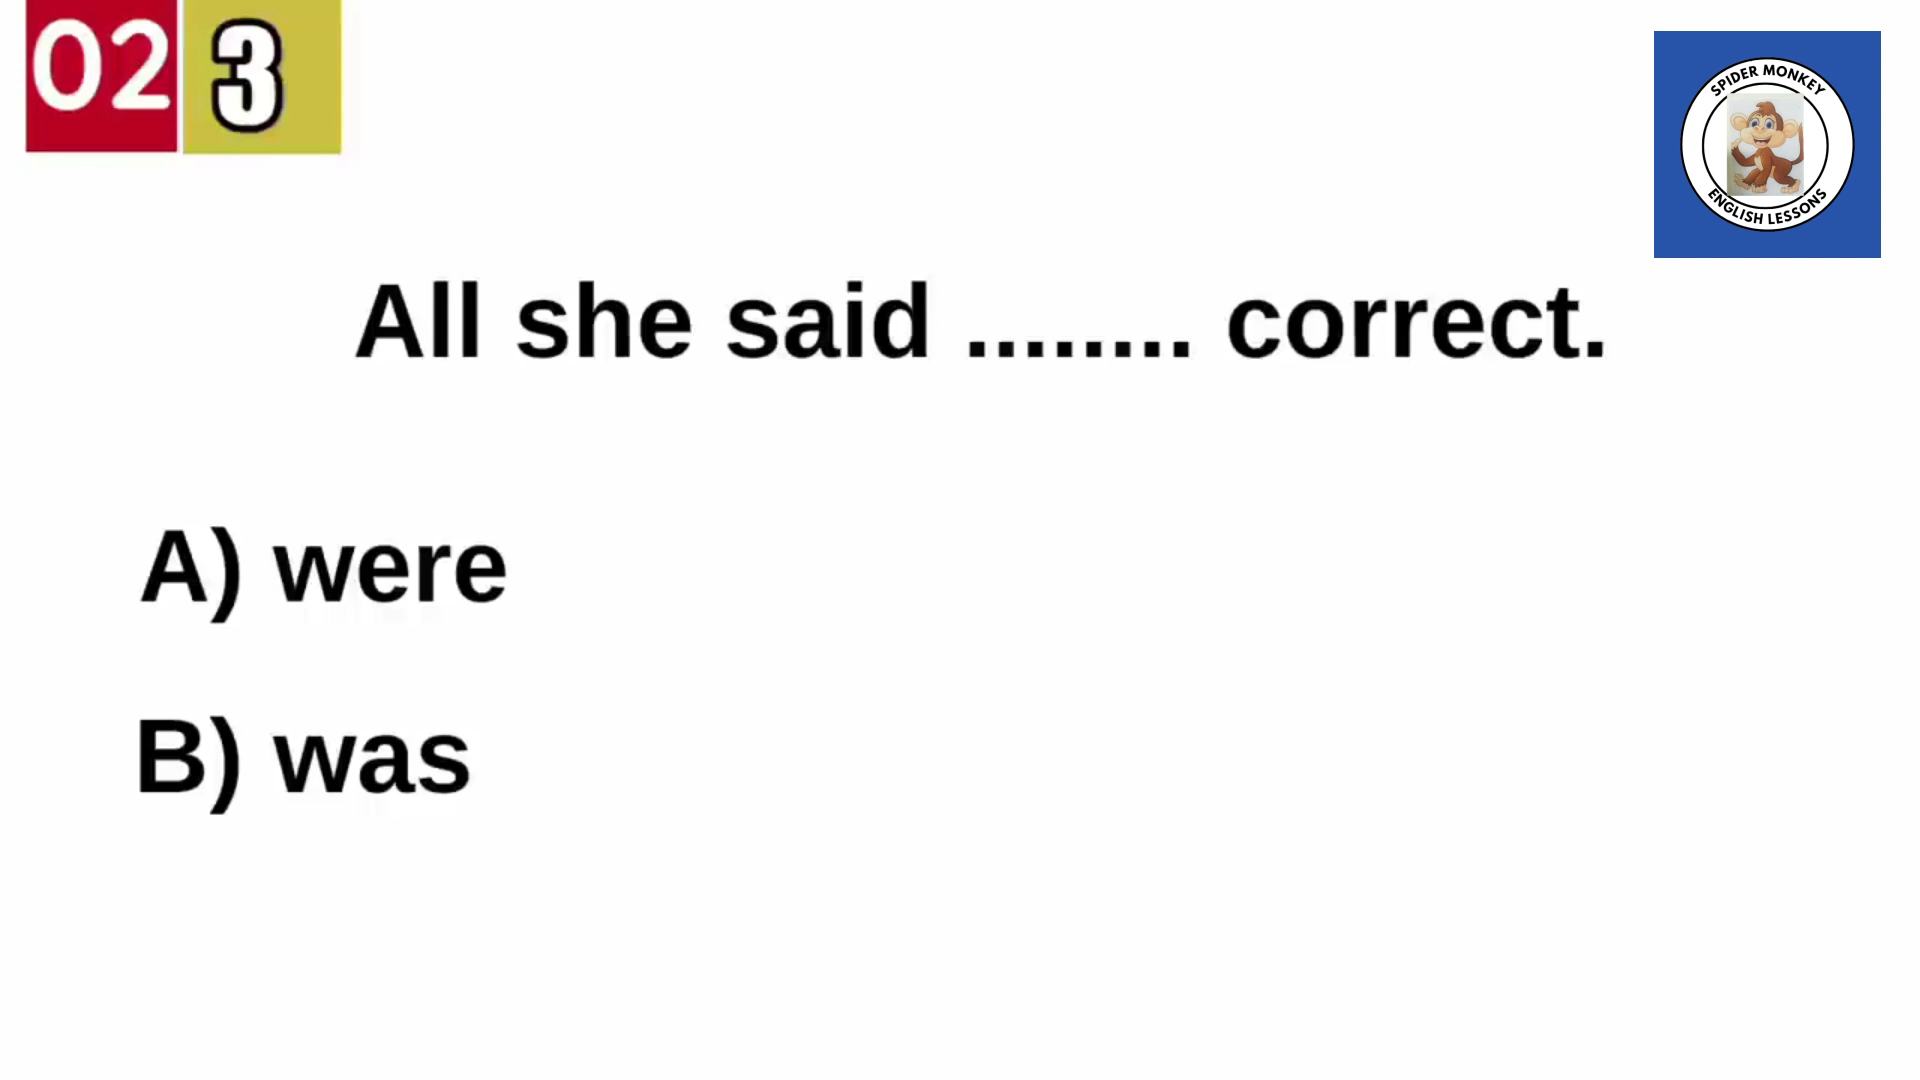 02 3
SPIDER MONKEY
ENGLISH LESSONS
All she said ........ correct.
A) were
B) was